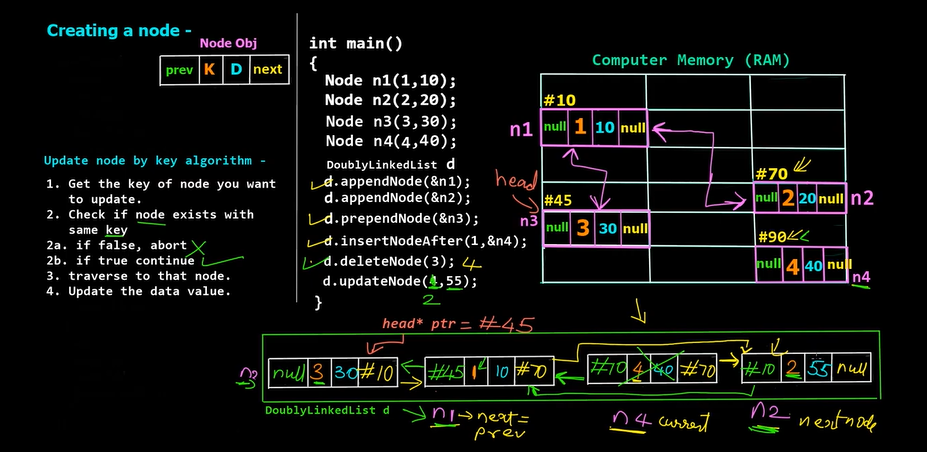 Creating a node -
Node Obj
prev K D next
Update node by key algorithm -
1. Get the key of node you want
to update.
2. Check if node exists with
same key
2a. if false, abort
2b. if true continue
3. traverse to that node.
4. Update the data value.
int main()
{
Node n1(1,10);
Node n2(2,20);
Node n3(3,30);
Node n4(4,40);
DoublyLinkedList d
d.appendNode(&n1);
d.appendNode(&n2);
d.prependNode(&n3);
d.insertNodeAfter(1,&n4);
d.deleteNode(3); 4
d.updateNode( ,55);
2
}
Computer Memory (RAM)
#10
n1 null 1 10 null
#70
null 2 20 null n2
head
#45
n3 null 3 30 null
#90
null 4 40 null
n4
head* ptr = #45
n3 null 3 30 #10
#45 1 10 #70
#10 4 40 #70
#10 2 55 null
DoublyLinkedList d
n1 → next =
prev
n4 current
n2 next node